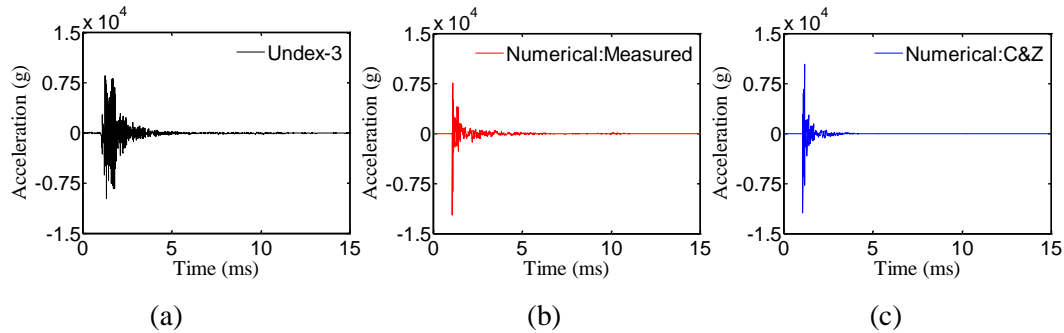 1.5 x 10^4
0.75
0
-0.75
-1.5
Acceleration (g)
Undex-3
0 5 10 15
Time (ms)
(a)
1.5 x 10^4
0.75
0
-0.75
-1.5
Acceleration (g)
Numerical:Measured
0 5 10 15
Time (ms)
(b)
1.5 x 10^4
0.75
0
-0.75
-1.5
Acceleration (g)
Numerical:C&Z
0 5 10 15
Time (ms)
(c)